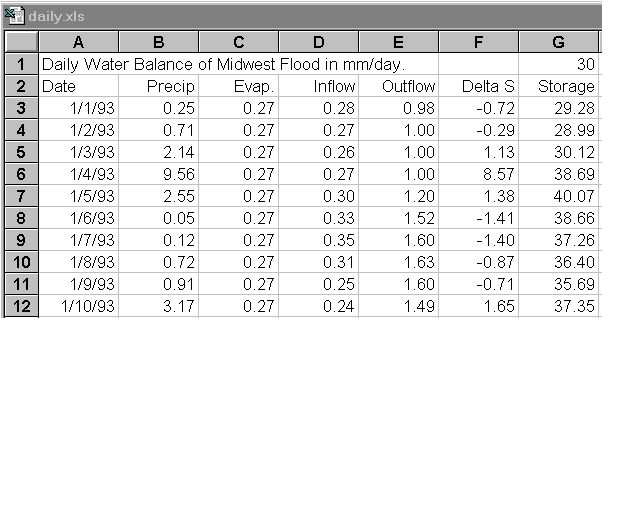 daily.xls
A B C D E F G
1 Daily Water Balance of Midwest Flood in mm/day. 30
2 Date Precip Evap. Inflow Outflow Delta S Storage
3 1/1/93 0.25 0.27 0.28 0.98 -0.72 29.28
4 1/2/93 0.71 0.27 0.27 1.00 -0.29 28.99
5 1/3/93 2.14 0.27 0.26 1.00 1.13 30.12
6 1/4/93 9.56 0.27 0.27 1.00 8.57 38.69
7 1/5/93 2.55 0.27 0.30 1.20 1.38 40.07
8 1/6/93 0.05 0.27 0.33 1.52 -1.41 38.66
9 1/7/93 0.12 0.27 0.35 1.60 -1.40 37.26
10 1/8/93 0.72 0.27 0.31 1.63 -0.87 36.40
11 1/9/93 0.91 0.27 0.25 1.60 -0.71 35.69
12 1/10/93 3.17 0.27 0.24 1.49 1.65 37.35